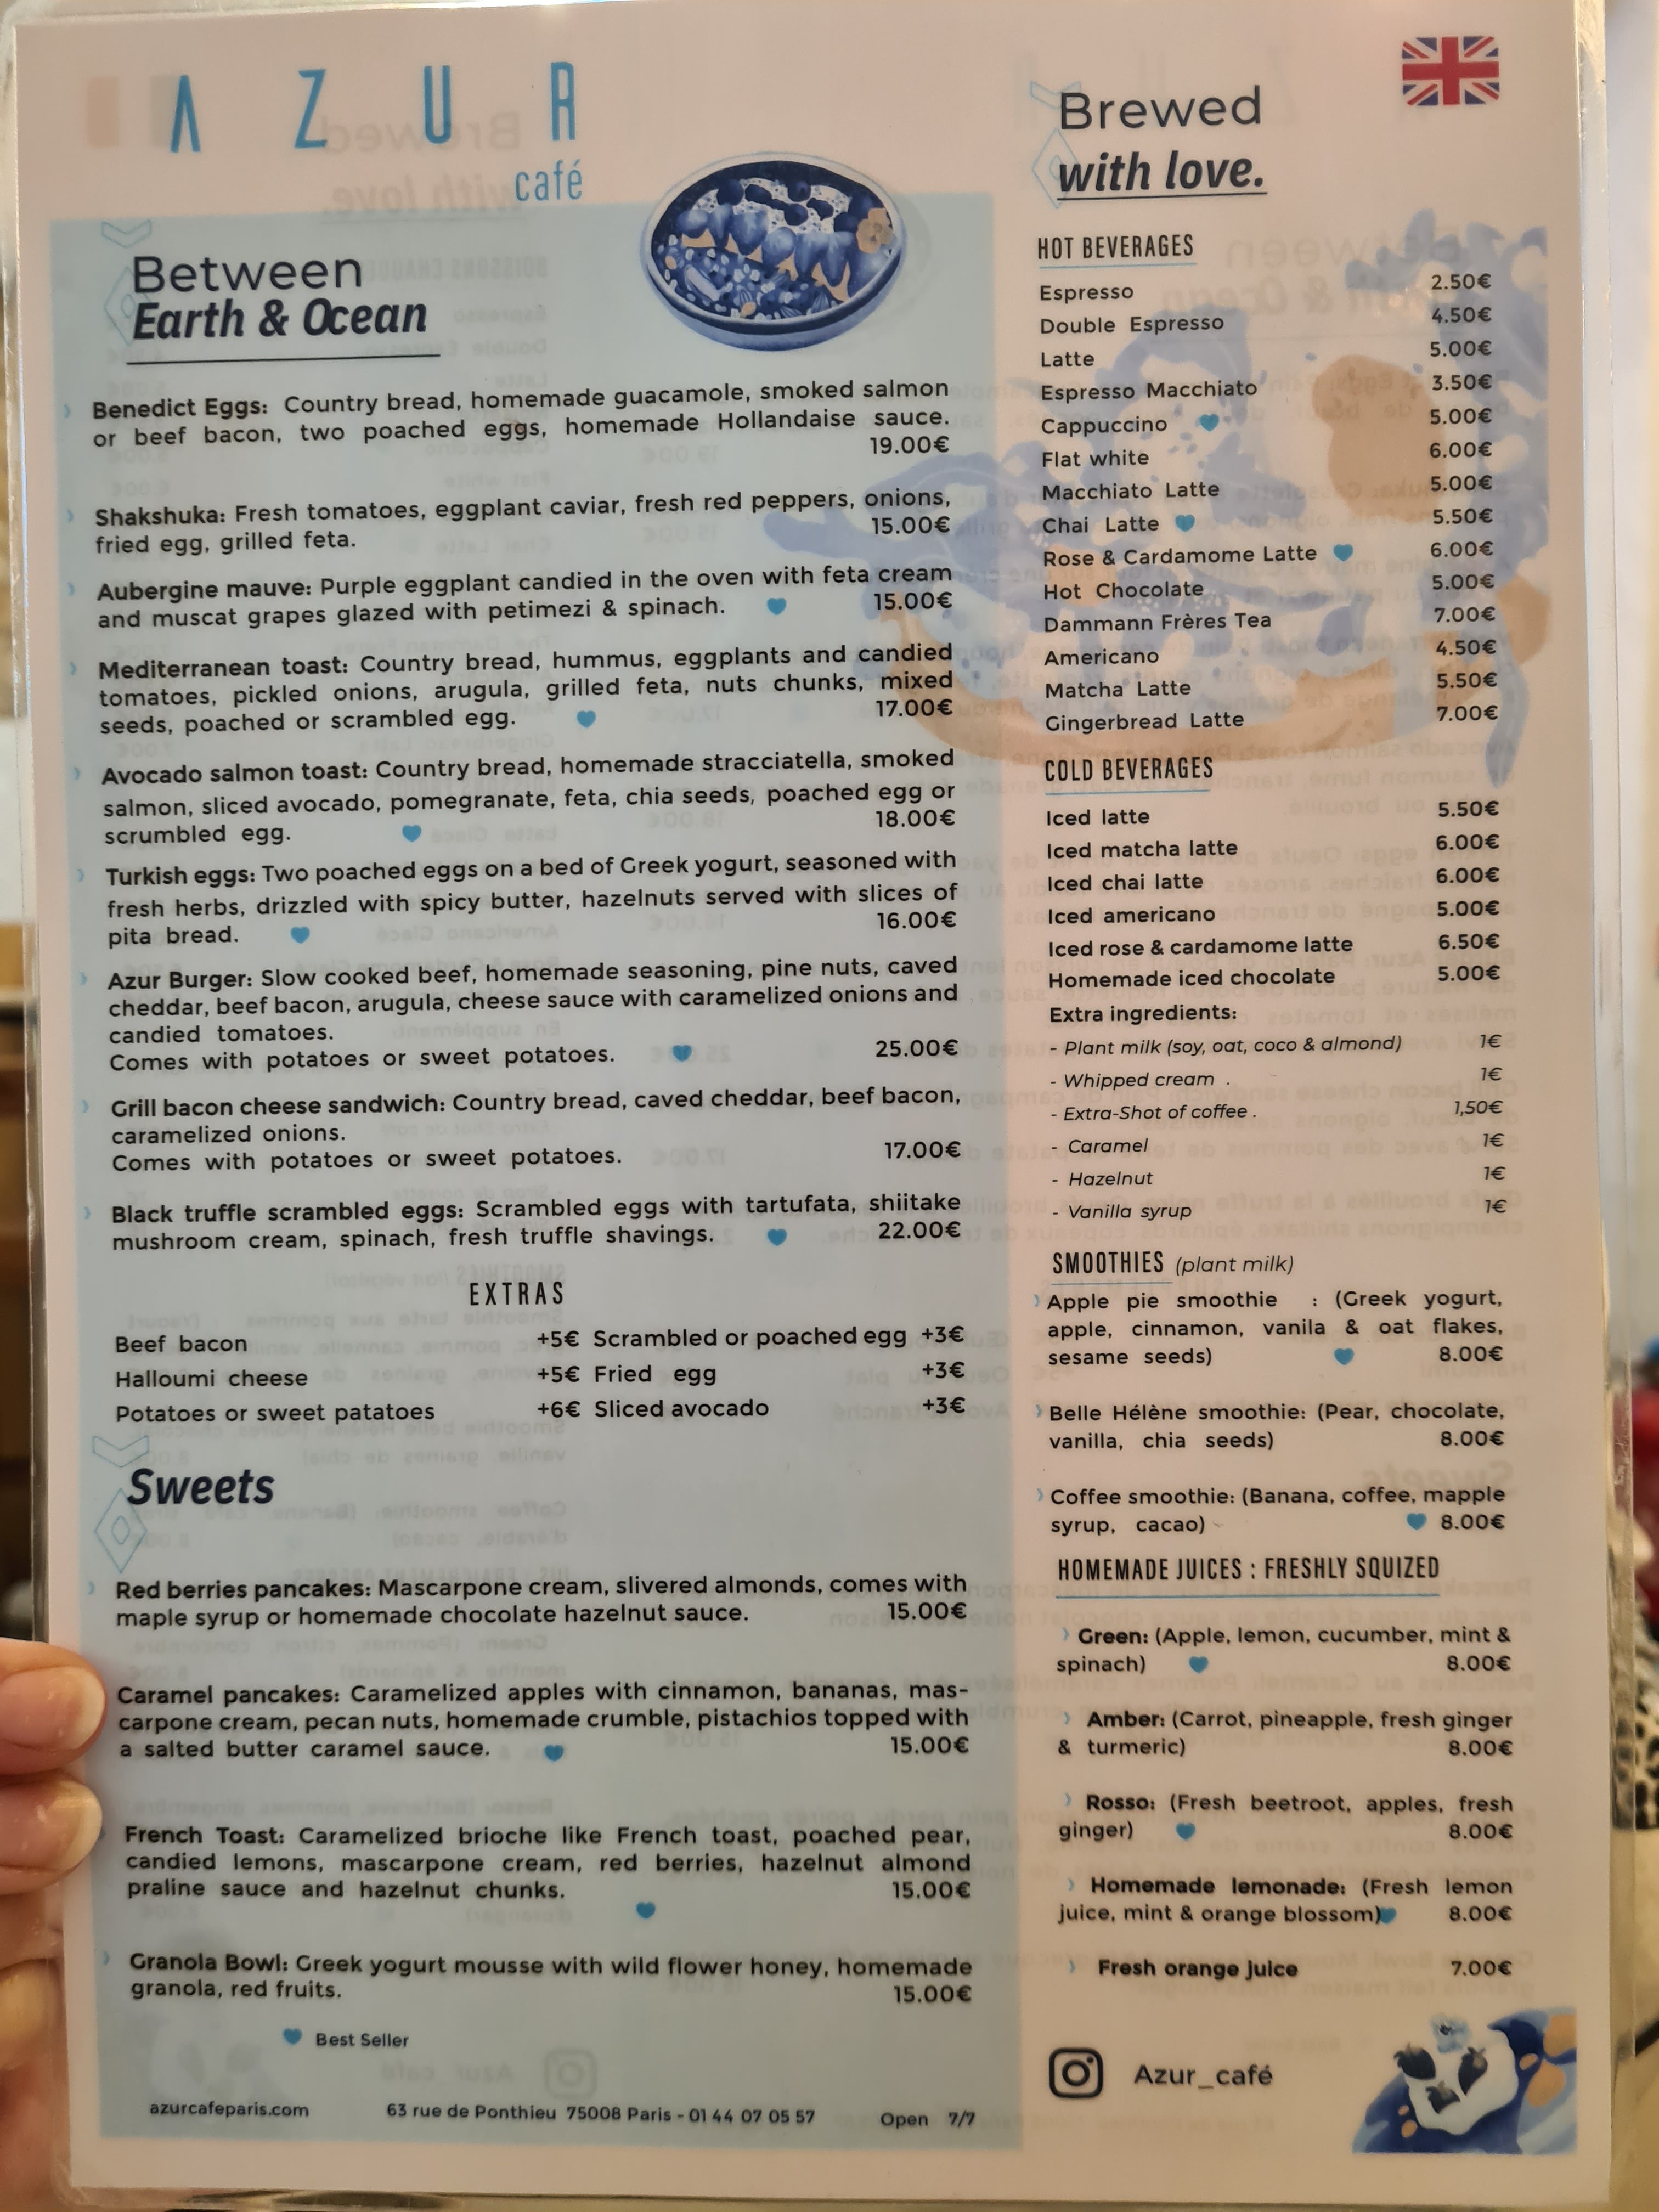 AZUR
café
Between
Earth & Ocean
Benedict Eggs: Country bread, homemade guacamole, smoked salmon
or beef bacon, two poached eggs, homemade Hollandaise sauce.
19.00€
Shakshuka: Fresh tomatoes, eggplant caviar, fresh red peppers, onions,
fried egg, grilled feta. 15.00€
Aubergine mauve: Purple eggplant candied in the oven with feta cream
and muscat grapes glazed with petimezi & spinach. 15.00€
Mediterranean toast: Country bread, hummus, eggplants and candied
tomatoes, pickled onions, arugula, grilled feta, nuts chunks, mixed
seeds, poached or scrambled egg. 17.00€
Avocado salmon toast: Country bread, homemade stracciatella, smoked
salmon, sliced avocado, pomegranate, feta, chia seeds, poached egg or
scrumbled egg. 18.00€
Turkish eggs: Two poached eggs on a bed of Greek yogurt, seasoned with
fresh herbs, drizzled with spicy butter, hazelnuts served with slices of
pita bread. 16.00€
Azur Burger: Slow cooked beef, homemade seasoning, pine nuts, caved
cheddar, beef bacon, arugula, cheese sauce with caramelized onions and
candied tomatoes.
Comes with potatoes or sweet potatoes. 25.00€
Grill bacon cheese sandwich: Country bread, caved cheddar, beef bacon,
caramelized onions.
Comes with potatoes or sweet potatoes. 17.00€
Black truffle scrambled eggs: Scrambled eggs with tartufata, shiitake
mushroom cream, spinach, fresh truffle shavings. 22.00€
EXTRAS
Beef bacon +5€ Scrambled or poached egg +3€
Halloumi cheese +5€ Fried egg +3€
Potatoes or sweet patatoes +6€ Sliced avocado +3€
Sweets
Red berries pancakes: Mascarpone cream, slivered almonds, comes with
maple syrup or homemade chocolate hazelnut sauce. 15.00€
Caramel pancakes: Caramelized apples with cinnamon, bananas, mas-
carpone cream, pecan nuts, homemade crumble, pistachios topped with
a salted butter caramel sauce. 15.00€
French Toast: Caramelized brioche like French toast, poached pear,
candied lemons, mascarpone cream, red berries, hazelnut almond
praline sauce and hazelnut chunks. 15.00€
Granola Bowl: Greek yogurt mousse with wild flower honey, homemade
granola, red fruits. 15.00€
Best Seller
azurcafeparis.com 63 rue de Ponthieu 75008 Paris - 01 44 07 05 57 Open 7/7
Brewed
with love.
HOT BEVERAGES
Espresso 2.50€
Double Espresso 4.50€
Latte 5.00€
Espresso Macchiato 3.50€
Cappuccino 5.00€
Flat white 6.00€
Macchiato Latte 5.00€
Chai Latte 5.50€
Rose & Cardamome Latte 6.00€
Hot Chocolate 5.00€
Dammann Frères Tea 7.00€
Americano 4.50€
Matcha Latte 5.50€
Gingerbread Latte 7.00€
COLD BEVERAGES
Iced latte 5.50€
Iced matcha latte 6.00€
Iced chai latte 6.00€
Iced americano 5.00€
Iced rose & cardamome latte 6.50€
Homemade iced chocolate 5.00€
Extra ingredients:
- Plant milk (soy, oat, coco & almond) 1€
- Whipped cream . 1€
- Extra-Shot of coffee . 1,50€
- Caramel 1€
- Hazelnut 1€
- Vanilla syrup 1€
SMOOTHIES (plant milk)
Apple pie smoothie : (Greek yogurt,
apple, cinnamon, vanila & oat flakes,
sesame seeds) 8.00€
Belle Hélène smoothie: (Pear, chocolate,
vanilla, chia seeds) 8.00€
Coffee smoothie: (Banana, coffee, mapple
syrup, cacao) 8.00€
HOMEMADE JUICES : FRESHLY SQUIZED
Green: (Apple, lemon, cucumber, mint &
spinach) 8.00€
Amber: (Carrot, pineapple, fresh ginger
& turmeric) 8.00€
Rosso: (Fresh beetroot, apples, fresh
ginger) 8.00€
Homemade lemonade: (Fresh lemon
juice, mint & orange blossom) 8.00€
Fresh orange juice 7.00€
Azur_café